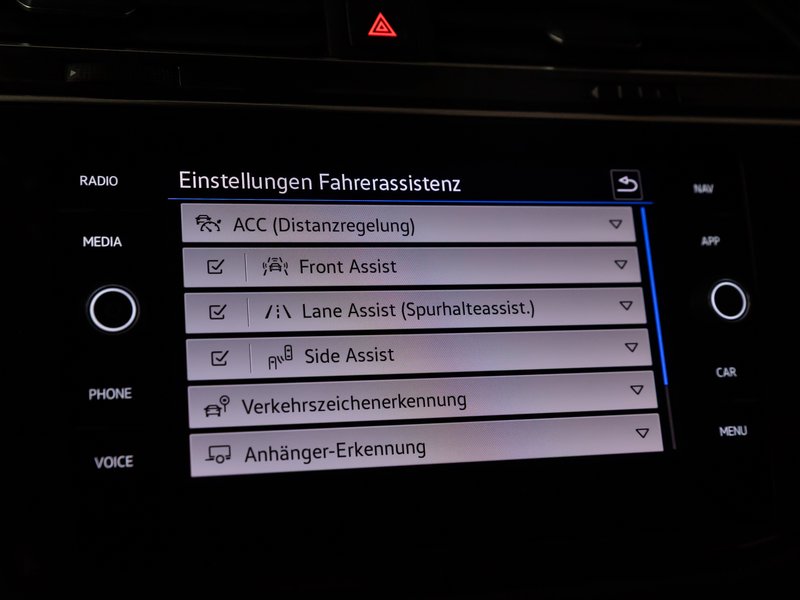 RADIO
MEDIA
PHONE
VOICE
Einstellungen Fahrerassistenz
ACC (Distanzregelung)
Front Assist
Lane Assist (Spurhalteassist.)
Side Assist
Verkehrszeichenerkennung
Anhänger-Erkennung
NAV
APP
CAR
MENU